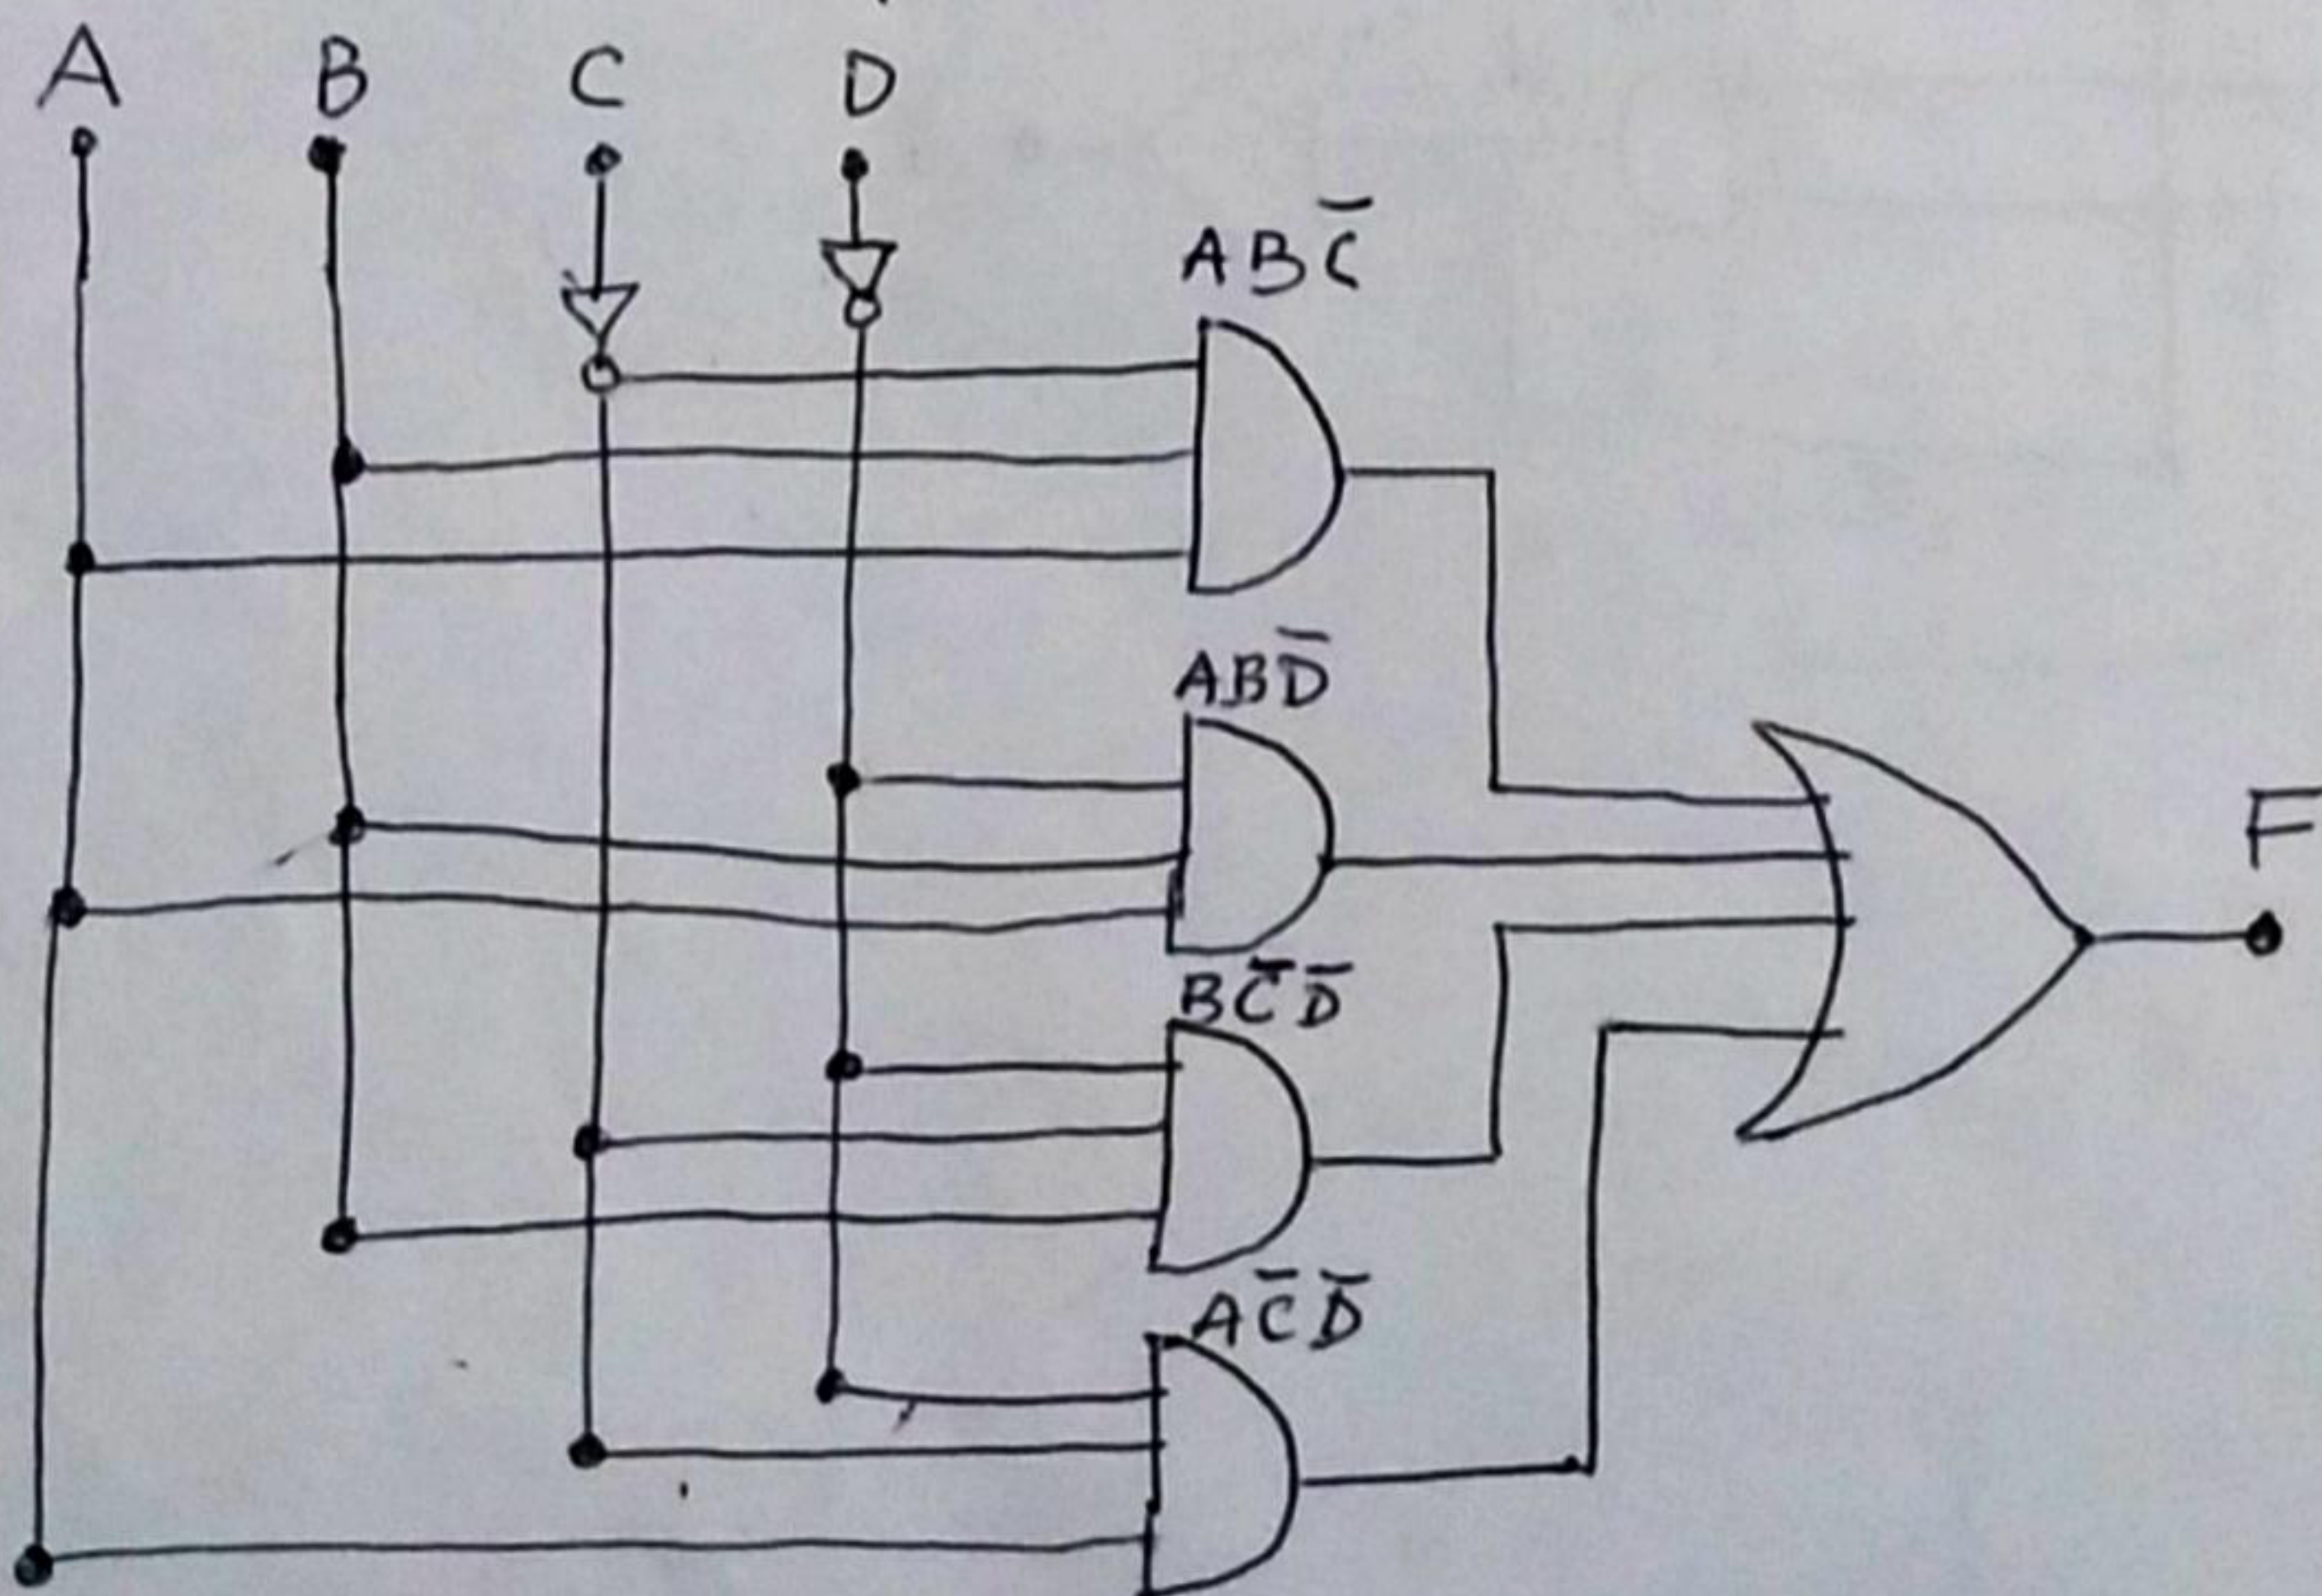 A B C D
ABC̅
ABD̅
F
BC̅D̅
AC̅D̅